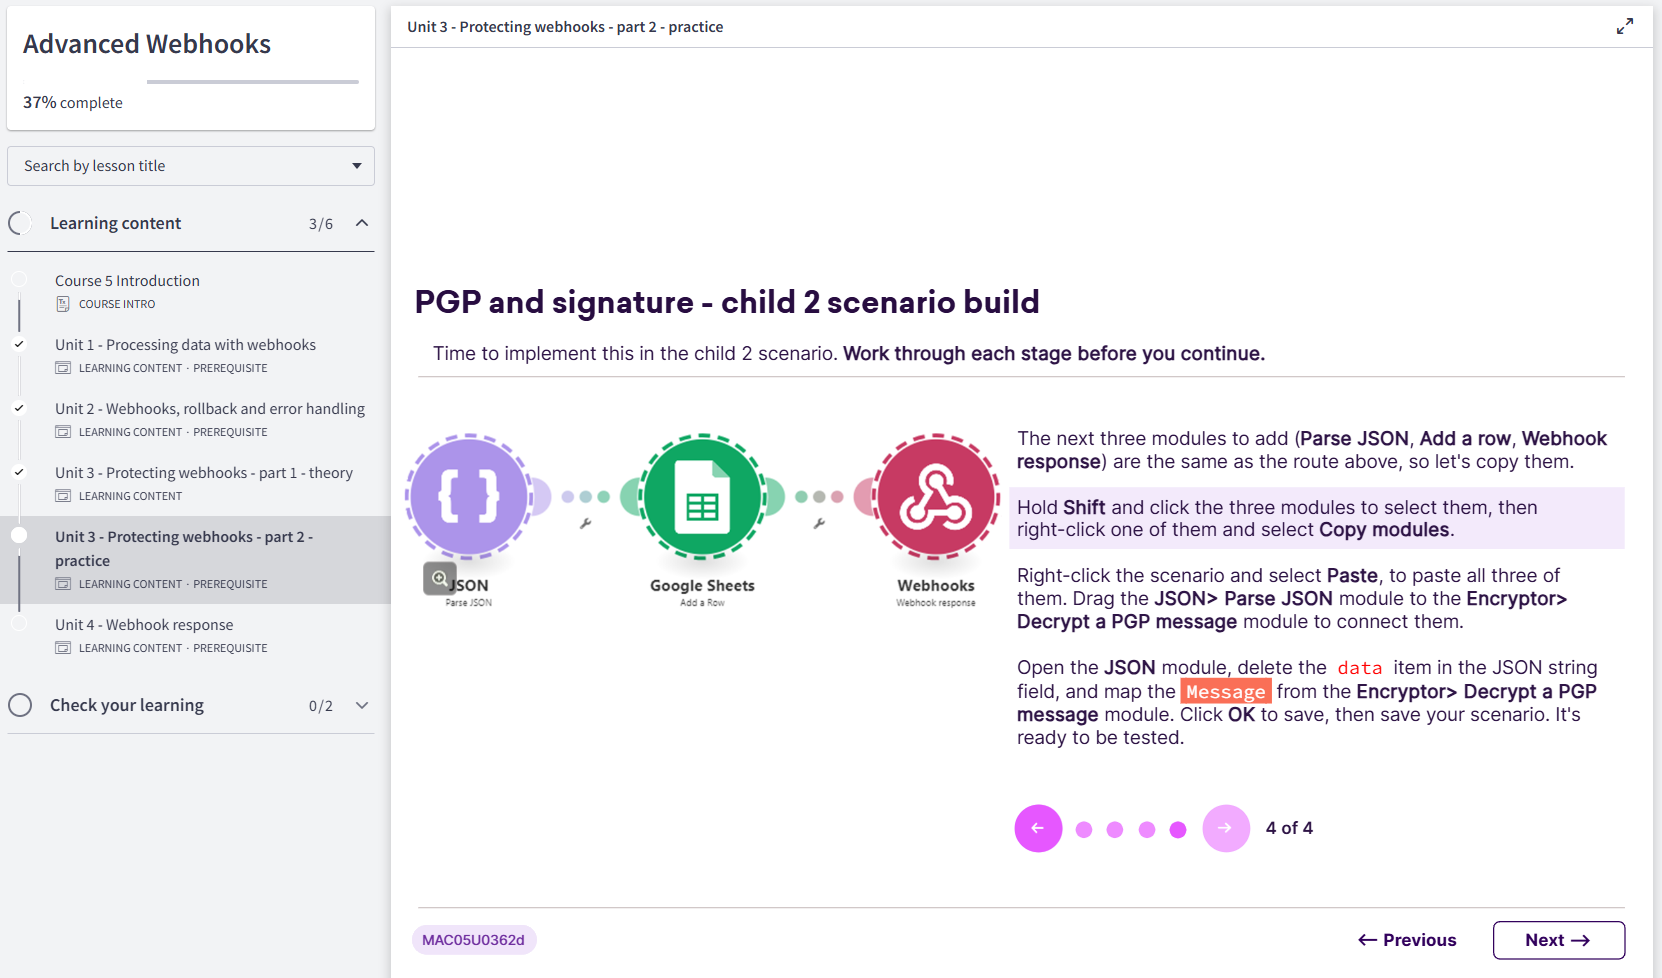 Advanced Webhooks
37% complete
Search by lesson title
Learning content 3/6
Course 5 Introduction
COURSE INTRO
Unit 1 - Processing data with webhooks
LEARNING CONTENT · PREREQUISITE
Unit 2 - Webhooks, rollback and error handling
LEARNING CONTENT · PREREQUISITE
Unit 3 - Protecting webhooks - part 1 - theory
LEARNING CONTENT
Unit 3 - Protecting webhooks - part 2 -
practice
LEARNING CONTENT · PREREQUISITE
Unit 4 - Webhook response
LEARNING CONTENT · PREREQUISITE
Check your learning 0/2
Unit 3 - Protecting webhooks - part 2 - practice
PGP and signature - child 2 scenario build
Time to implement this in the child 2 scenario. Work through each stage before you continue.
JSON
Parse JSON
Google Sheets
Add a Row
Webhooks
Webhook response
The next three modules to add (Parse JSON, Add a row, Webhook
response) are the same as the route above, so let's copy them.
Hold Shift and click the three modules to select them, then
right-click one of them and select Copy modules.
Right-click the scenario and select Paste, to paste all three of
them. Drag the JSON> Parse JSON module to the Encryptor>
Decrypt a PGP message module to connect them.
Open the JSON module, delete the data item in the JSON string
field, and map the Message from the Encryptor> Decrypt a PGP
message module. Click OK to save, then save your scenario. It's
ready to be tested.
4 of 4
MAC05U0362d
← Previous
Next →